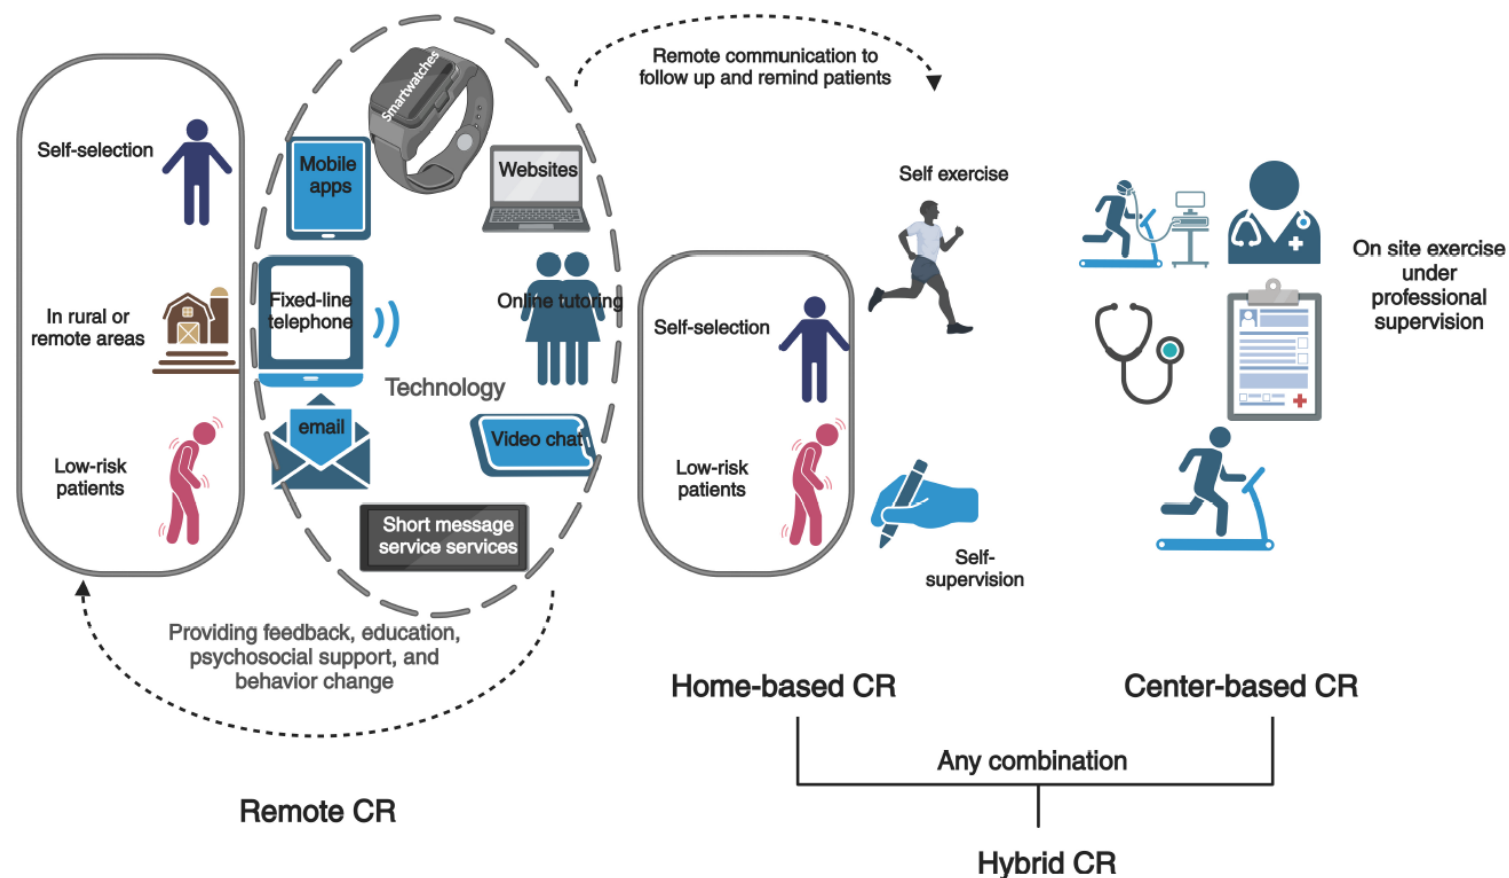 Self-selection
In rural or
remote areas
Low-risk
patients
Smartwatches
Mobile
apps
Websites
Fixed-line
telephone
Online tutoring
Technology
email
Video chat
Short message
service services
Providing feedback, education,
psychosocial support, and
behavior change
Remote CR
Remote communication to
follow up and remind patients
Self exercise
Self-selection
Low-risk
patients
Self-
supervision
Home-based CR
On site exercise
under
professional
supervision
Center-based CR
Any combination
Hybrid CR